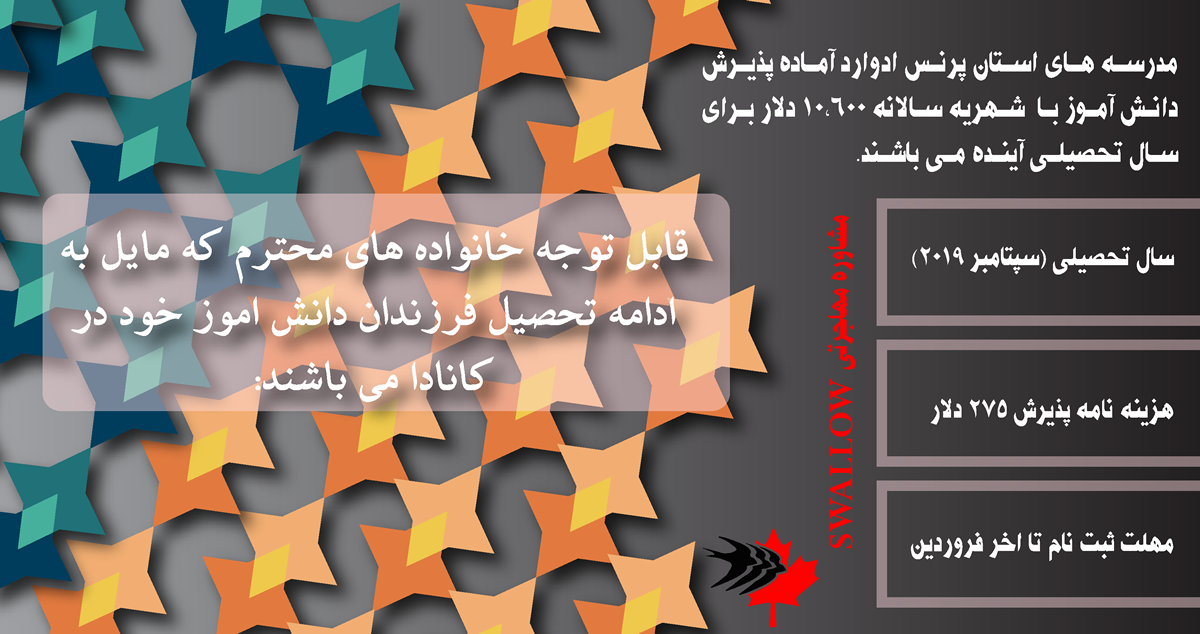 مدرسه های استان پرنس ادوارد آماده پذیرش
دانش آموز با شهریه سالانه ۱۰,۶۰۰ دلار برای
سال تحصیلی آینده می باشند.
قابل توجه خانواده های محترم که مایل به
ادامه تحصیل فرزندان دانش اموز خود در
کانادا می باشند:
سال تحصیلی (سپتامبر ۲۰۱۹)
هزینه نامه پذیرش ۲۷۵ دلار
مهلت ثبت نام تا اخر فروردین
مشاوره مهاجرتی SWALLOW